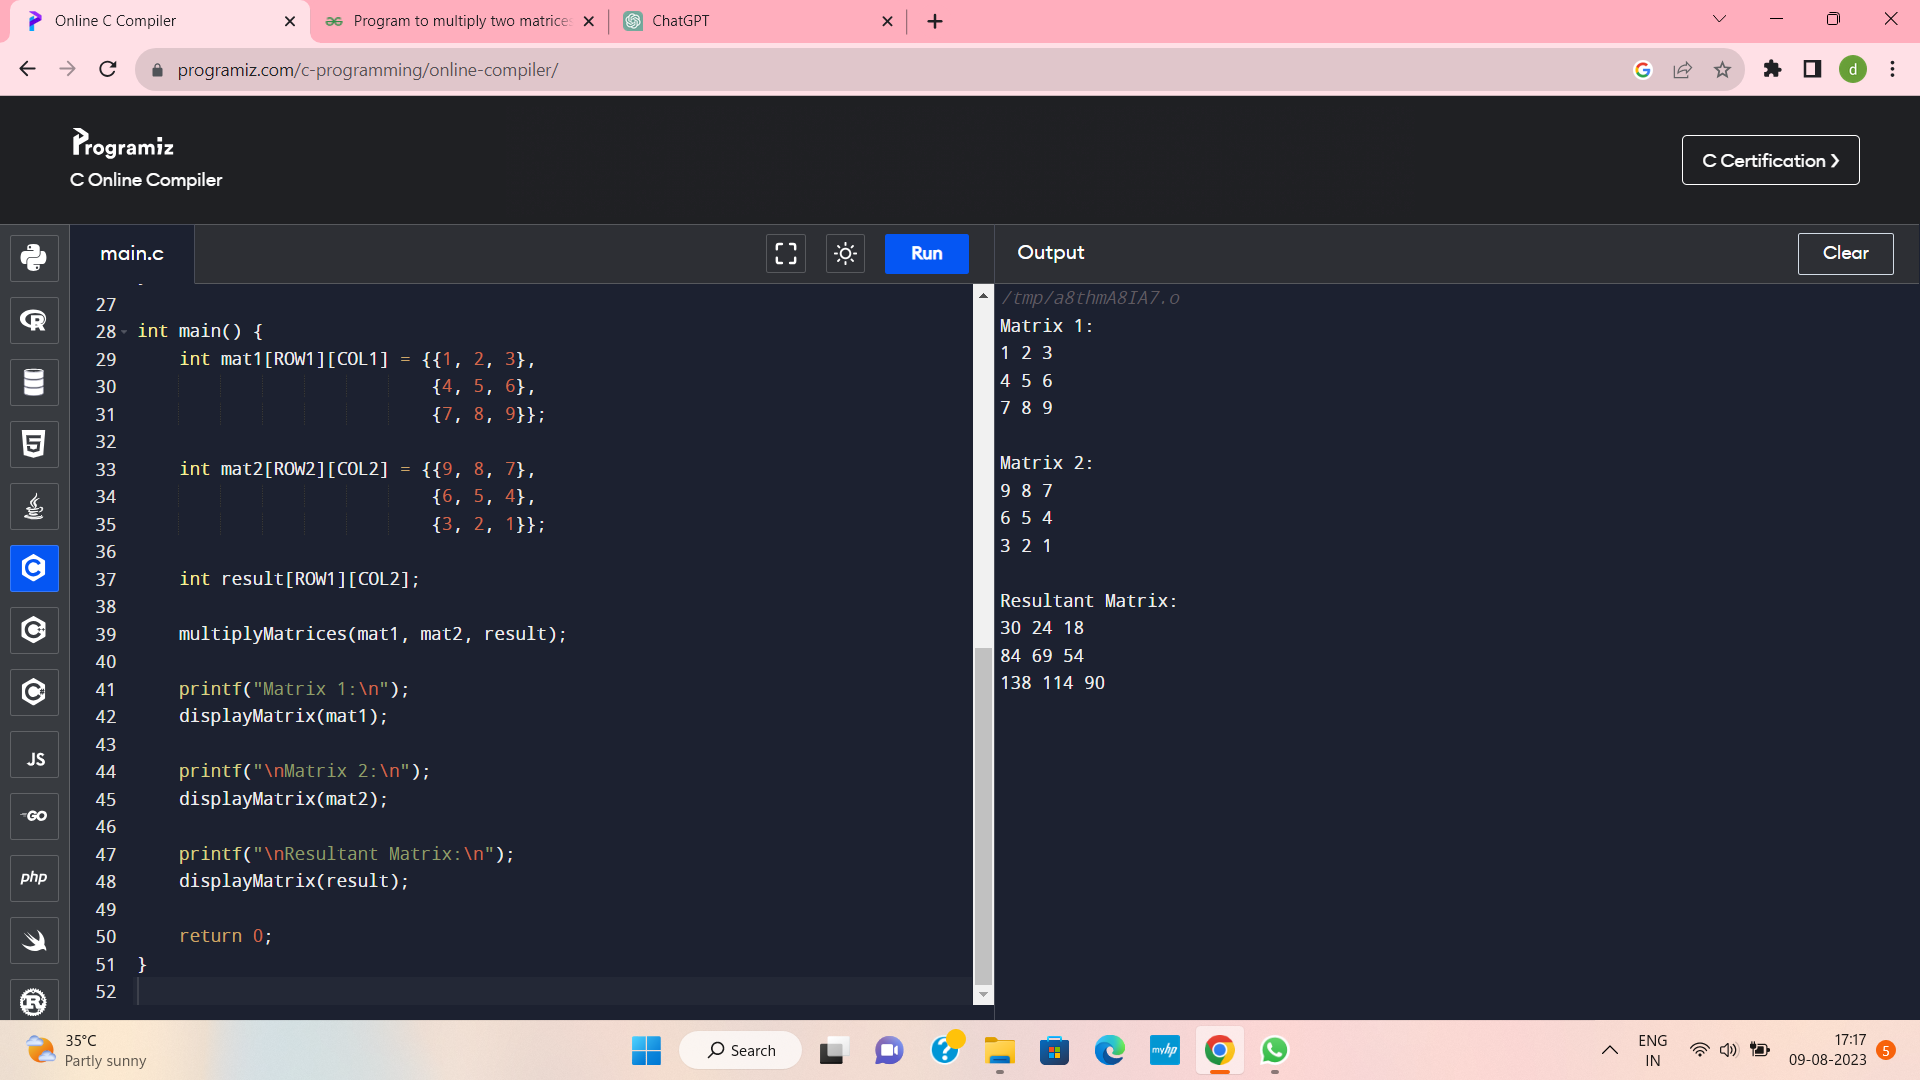 Online C Compiler
Program to multiply two matrices
ChatGPT
programiz.com/c-programming/online-compiler/
d
Programiz
C Online Compiler
C Certification ❯
main.c
Run
Output
Clear
27
28 int main() {
29     int mat1[ROW1][COL1] = {{1, 2, 3},
30                             {4, 5, 6},
31                             {7, 8, 9}};
32
33     int mat2[ROW2][COL2] = {{9, 8, 7},
34                             {6, 5, 4},
35                             {3, 2, 1}};
36
37     int result[ROW1][COL2];
38
39     multiplyMatrices(mat1, mat2, result);
40
41     printf("Matrix 1:\n");
42     displayMatrix(mat1);
43
44     printf("\nMatrix 2:\n");
45     displayMatrix(mat2);
46
47     printf("\nResultant Matrix:\n");
48     displayMatrix(result);
49
50     return 0;
51 }
52
/tmp/a8thmA8IA7.o
Matrix 1:
1 2 3
4 5 6
7 8 9
Matrix 2:
9 8 7
6 5 4
3 2 1
Resultant Matrix:
30 24 18
84 69 54
138 114 90
JS
GO
php
35°C
Partly sunny
Search
myhp
ENG
IN
17:17
09-08-2023
5